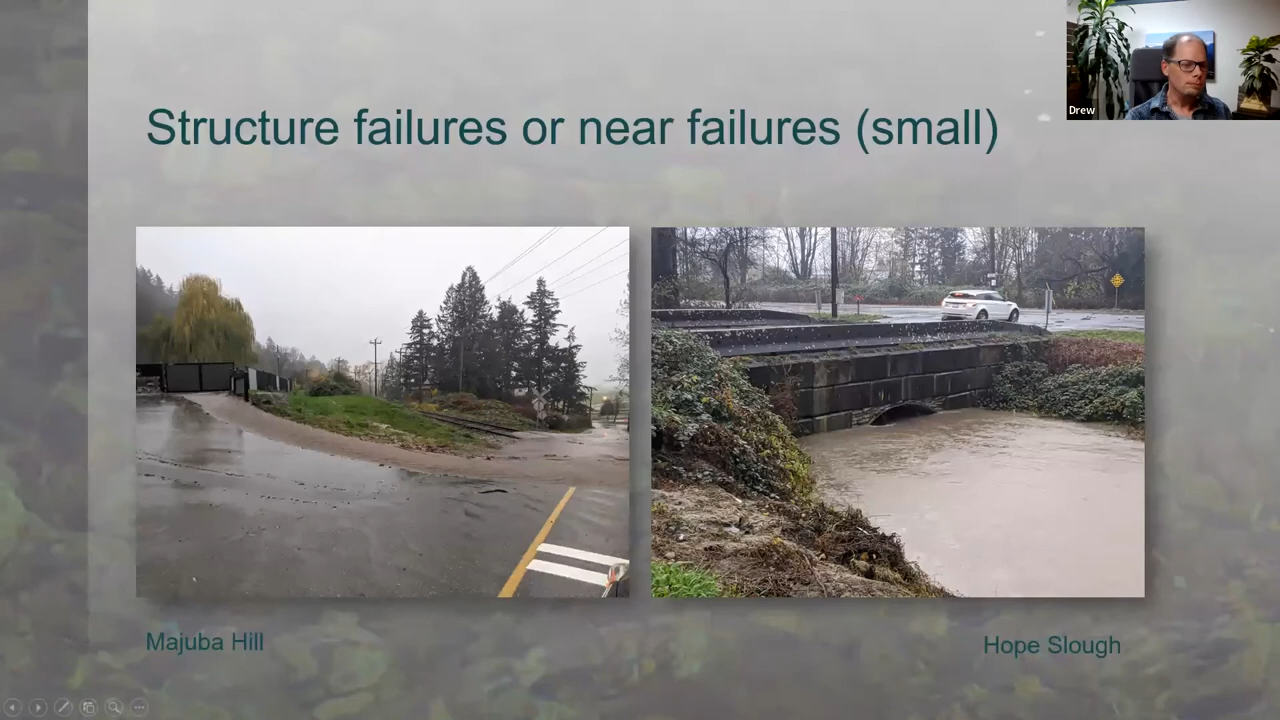 Drew
Structure failures or near failures (small)
Majuba Hill
Hope Slough